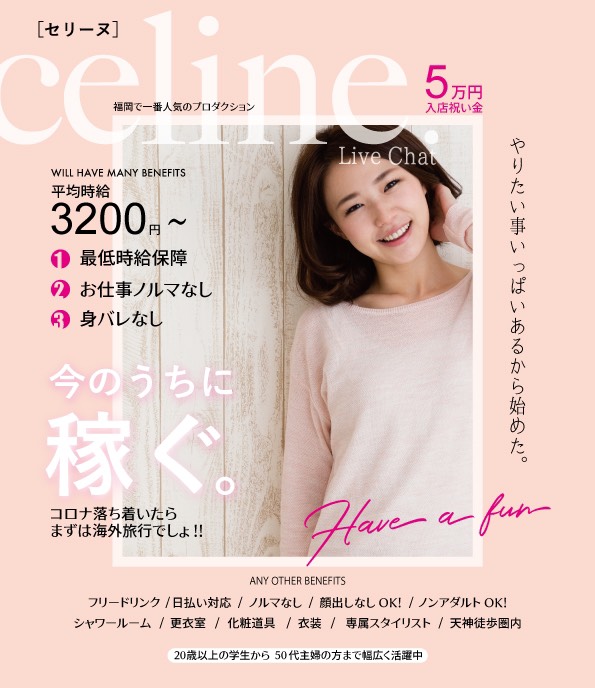 ［セリーヌ］
celine.
Live Chat
5万円
入店祝い金
福岡で一番人気のプロダクション
WILL HAVE MANY BENEFITS
平均時給
3200円～
1 最低時給保障
2 お仕事ノルマなし
3 身バレなし
やりたい事いっぱいあるから始めた。
今のうちに
稼ぐ。
コロナ落ち着いたら
まずは海外旅行でしょ!!
Have a fun
ANY OTHER BENEFITS
フリードリンク / 日払い対応 / ノルマなし / 顔出しなしOK! / ノンアダルトOK!
シャワールーム / 更衣室 / 化粧道具 / 衣装 / 専属スタイリスト / 天神徒歩圏内
20歳以上の学生から 50代主婦の方まで幅広く活躍中